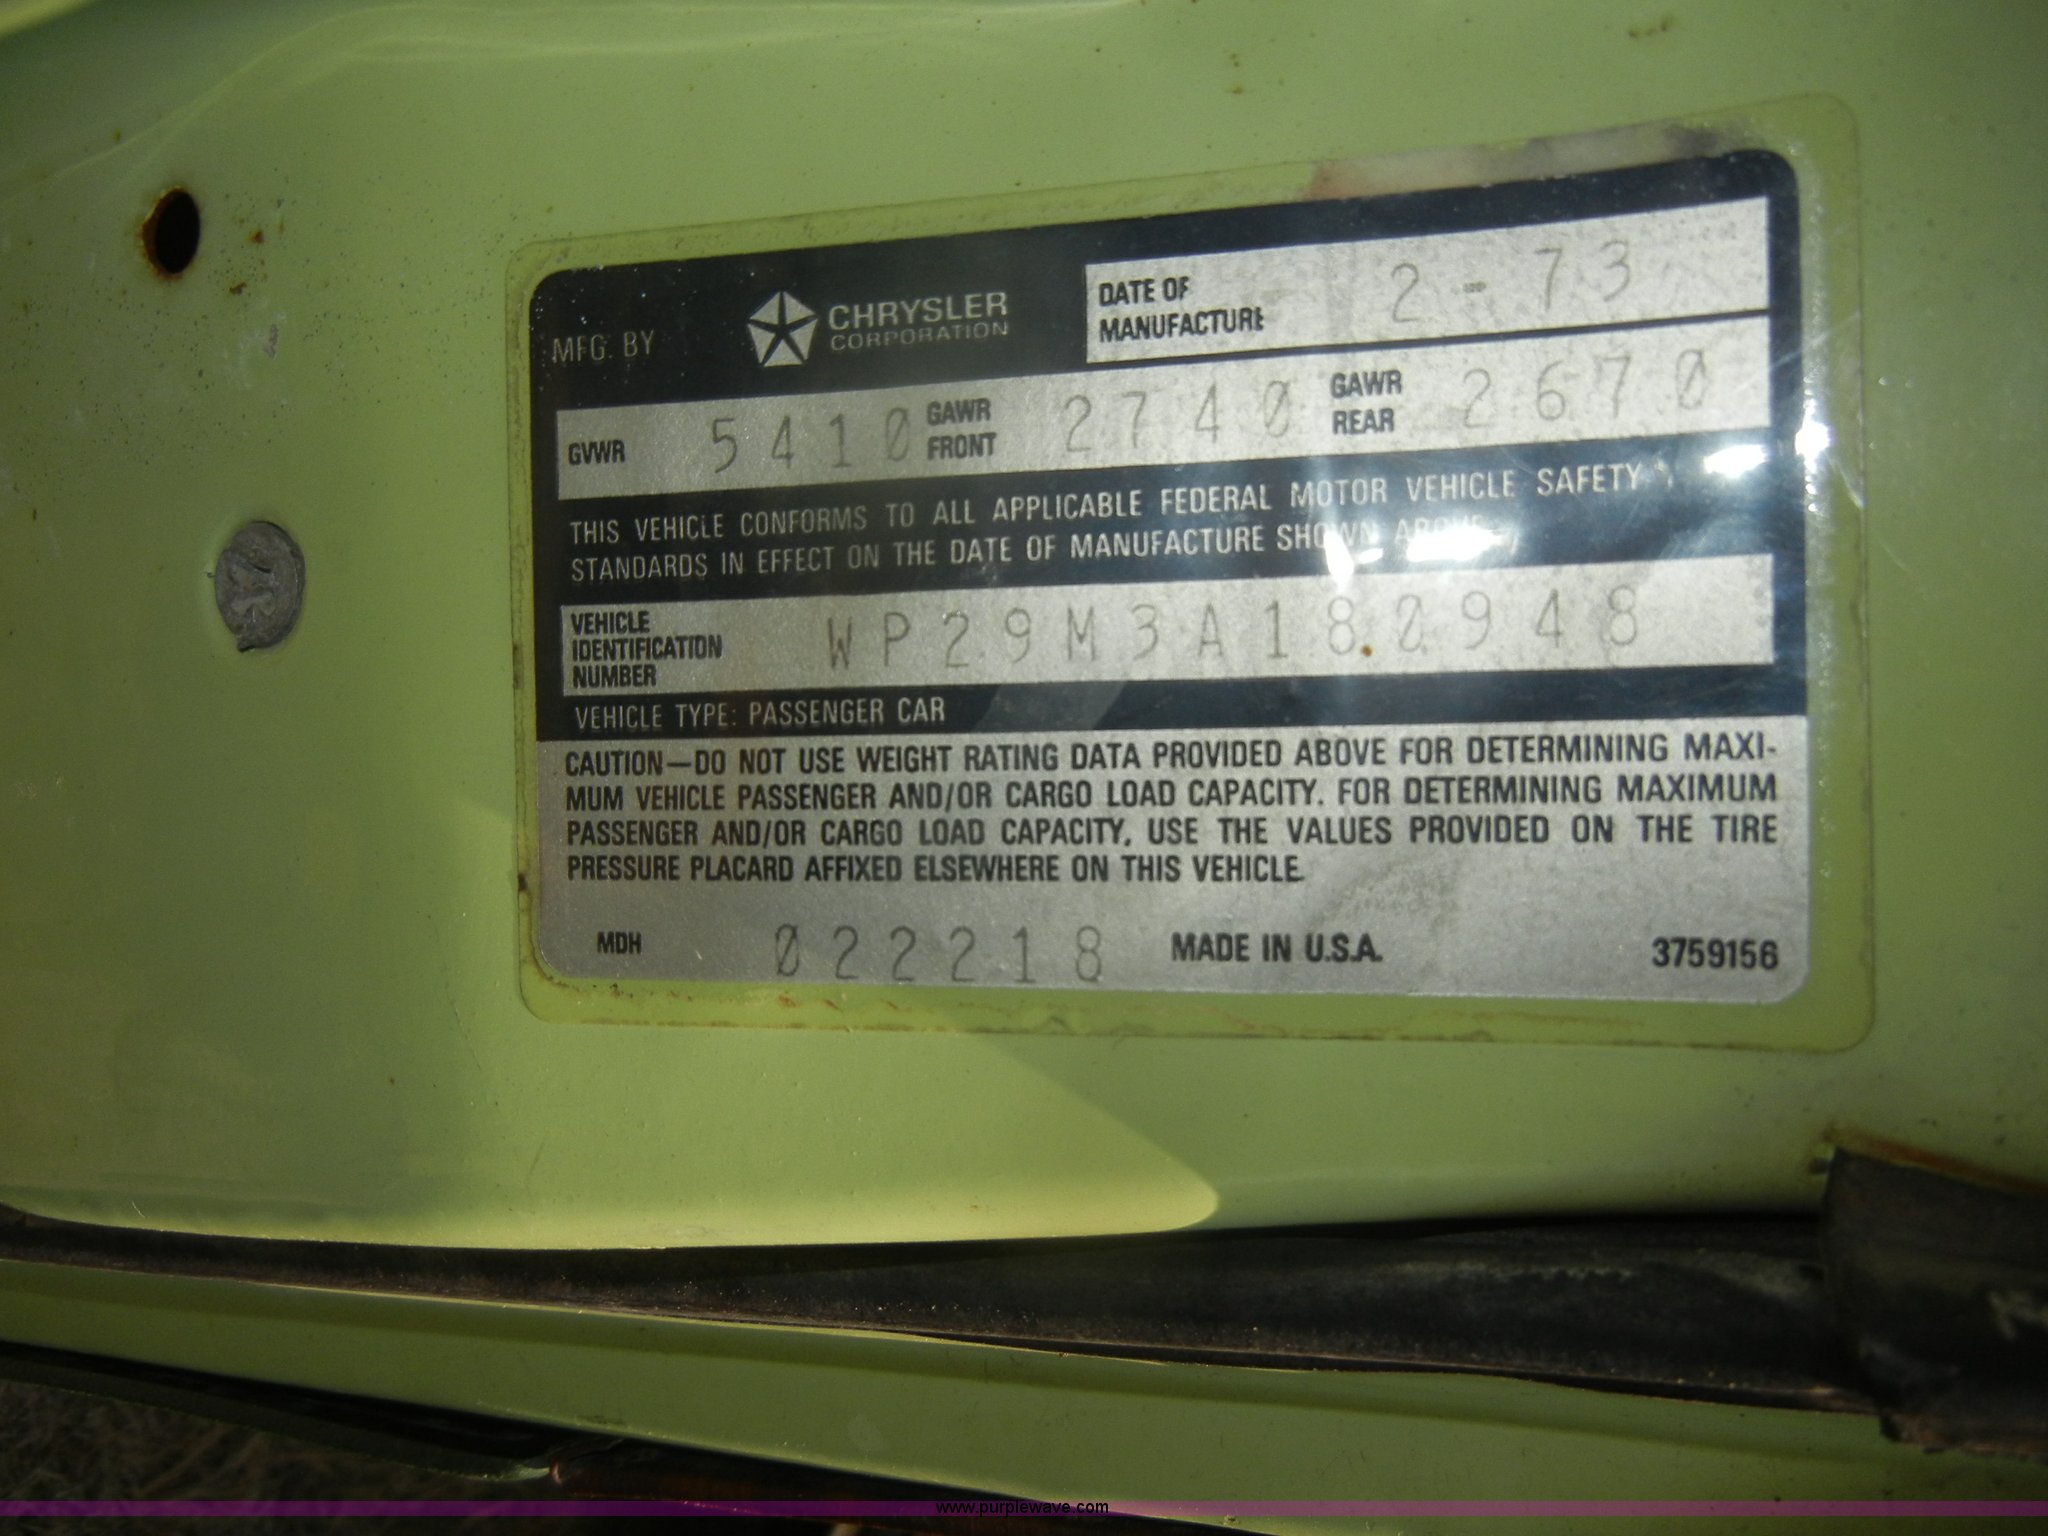 MFG. BY CHRYSLER CORPORATION
DATE OF MANUFACTURE 2-73
GVWR 5410 GAWR FRONT 2740 GAWR REAR 2670
THIS VEHICLE CONFORMS TO ALL APPLICABLE FEDERAL MOTOR VEHICLE SAFETY
STANDARDS IN EFFECT ON THE DATE OF MANUFACTURE SHOWN ABOVE.
VEHICLE IDENTIFICATION NUMBER WP29M3A180948
VEHICLE TYPE: PASSENGER CAR
CAUTION—DO NOT USE WEIGHT RATING DATA PROVIDED ABOVE FOR DETERMINING MAXI-
MUM VEHICLE PASSENGER AND/OR CARGO LOAD CAPACITY. FOR DETERMINING MAXIMUM
PASSENGER AND/OR CARGO LOAD CAPACITY, USE THE VALUES PROVIDED ON THE TIRE
PRESSURE PLACARD AFFIXED ELSEWHERE ON THIS VEHICLE.
MDH 022218 MADE IN U.S.A. 3759156
www.purplewave.com